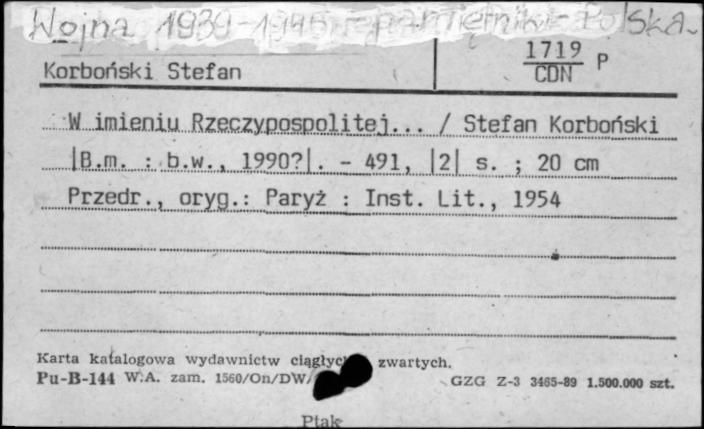 Wojna 1939-1945 - pamiętniki - Polska.
Korboński Stefan
1719 P
CDN
W imieniu Rzeczypospolitej... / Stefan Korboński
|B.m. : b.w., 1990?|. - 491, |2| s. ; 20 cm
Przedr., oryg.: Paryż : Inst. Lit., 1954
Karta katalogowa wydawnictw zwartych.
Pu-B-144 W.A. zam. 1560/On/DW/ GZG Z-3 3465-89 1.500.000 szt.
Ptak